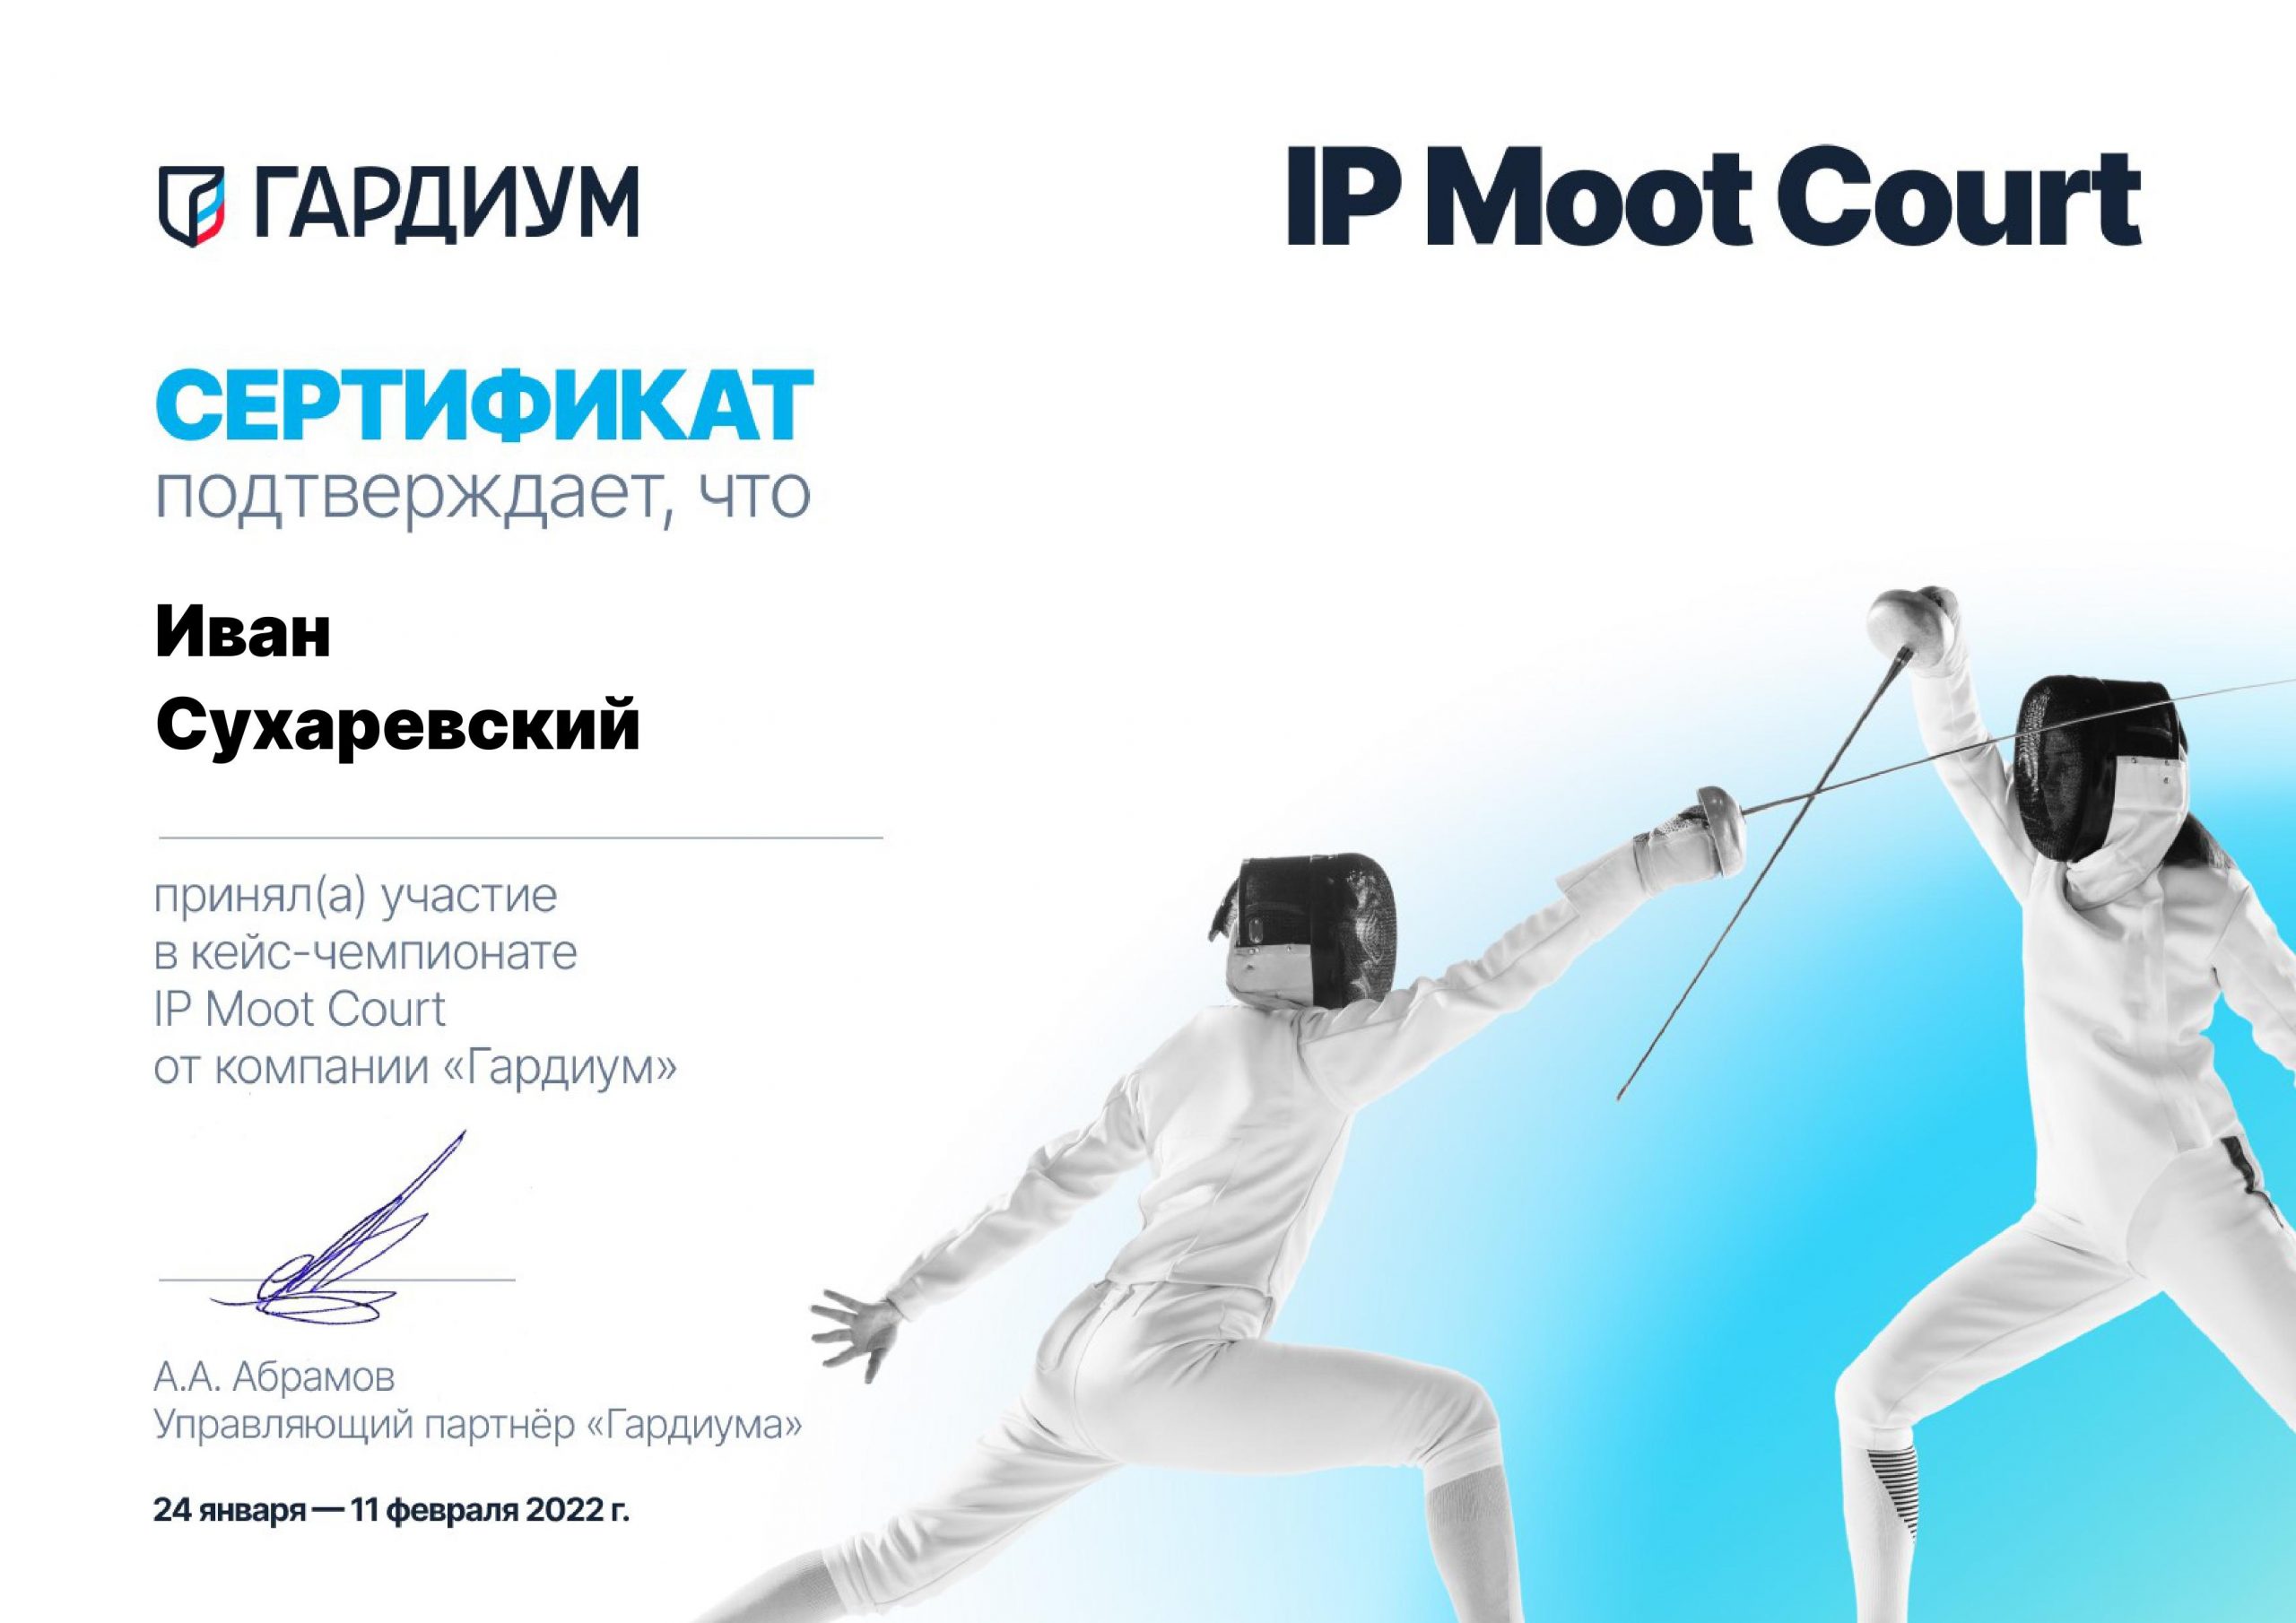 ГАРДИУМ
IP Moot Court
СЕРТИФИКАТ
подтверждает, что
Иван
Сухаревский
принял(а) участие
в кейс-чемпионате
IP Moot Court
от компании «Гардиум»
А.А. Абрамов
Управляющий партнёр «Гардиума»
24 января — 11 февраля 2022 г.